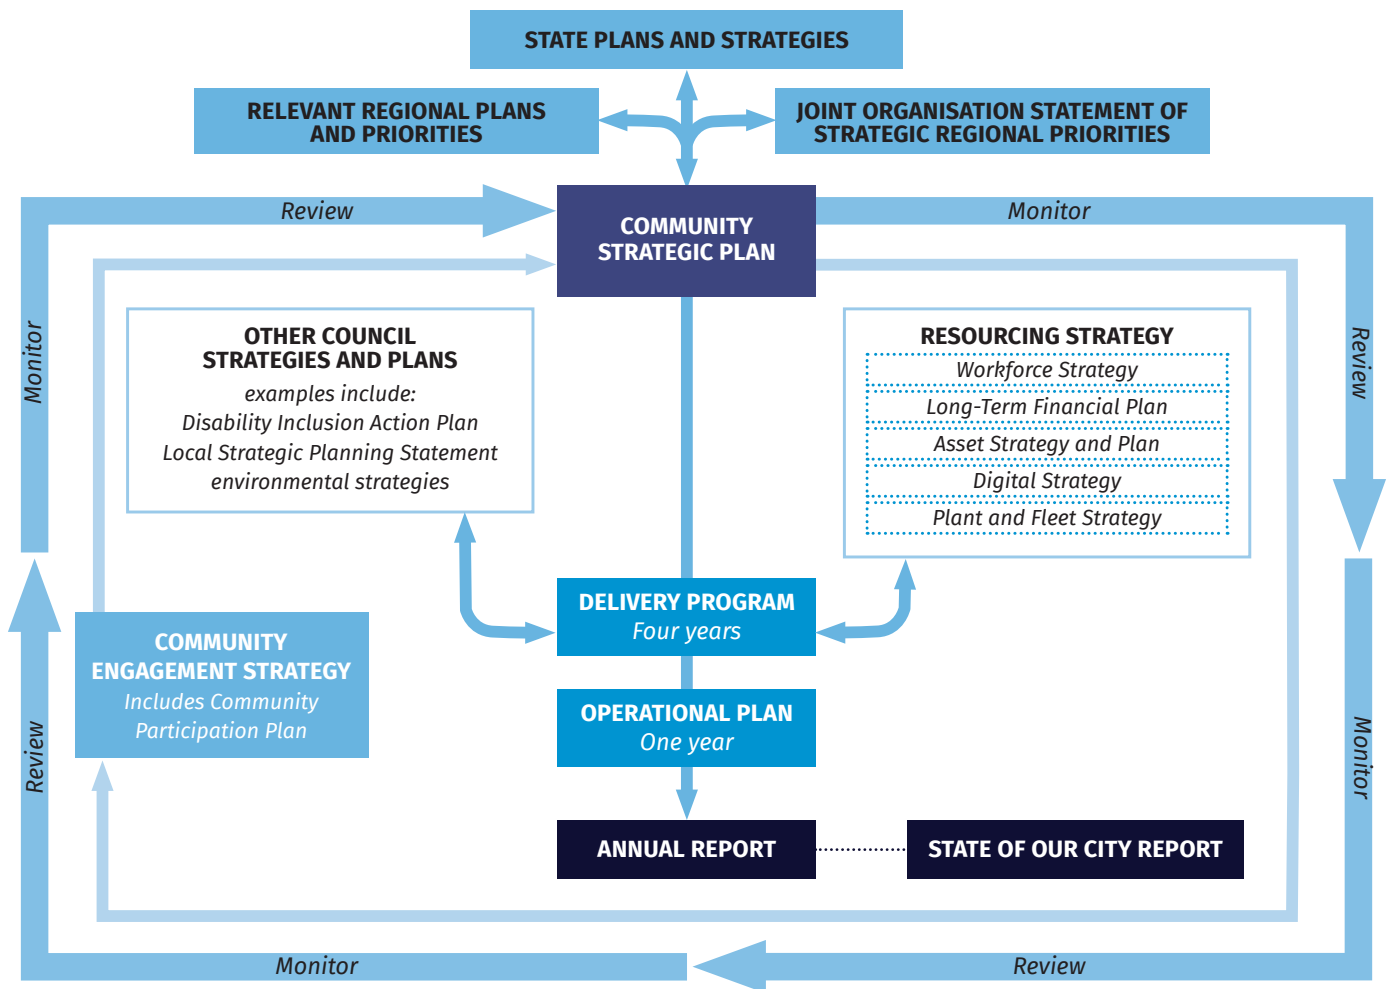 STATE PLANS AND STRATEGIES
RELEVANT REGIONAL PLANS
AND PRIORITIES
JOINT ORGANISATION STATEMENT OF
STRATEGIC REGIONAL PRIORITIES
Review
COMMUNITY
STRATEGIC PLAN
Monitor
Monitor
OTHER COUNCIL
STRATEGIES AND PLANS
examples include:
Disability Inclusion Action Plan
Local Strategic Planning Statement
environmental strategies
RESOURCING STRATEGY
Workforce Strategy
Long-Term Financial Plan
Asset Strategy and Plan
Digital Strategy
Plant and Fleet Strategy
Review
DELIVERY PROGRAM
Four years
COMMUNITY
ENGAGEMENT STRATEGY
Includes Community
Participation Plan
OPERATIONAL PLAN
One year
Review
Monitor
ANNUAL REPORT
STATE OF OUR CITY REPORT
Monitor
Review